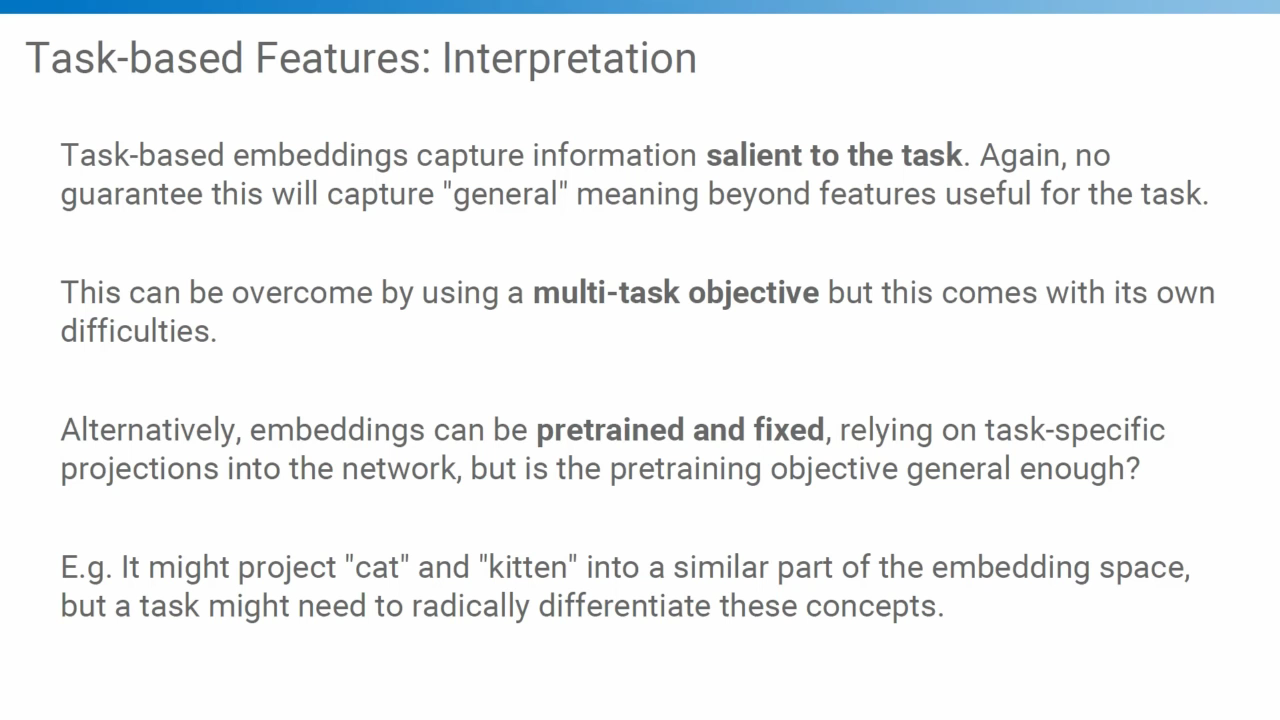 Task-based Features: Interpretation
Task-based embeddings capture information salient to the task. Again, no
guarantee this will capture "general" meaning beyond features useful for the task.
This can be overcome by using a multi-task objective but this comes with its own
difficulties.
Alternatively, embeddings can be pretrained and fixed, relying on task-specific
projections into the network, but is the pretraining objective general enough?
E.g. It might project "cat" and "kitten" into a similar part of the embedding space,
but a task might need to radically differentiate these concepts.